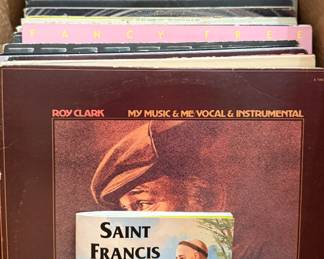 FANCY FREE
ROY CLARK MY MUSIC & ME VOCAL & INSTRUMENTAL
SAINT
FRANCIS